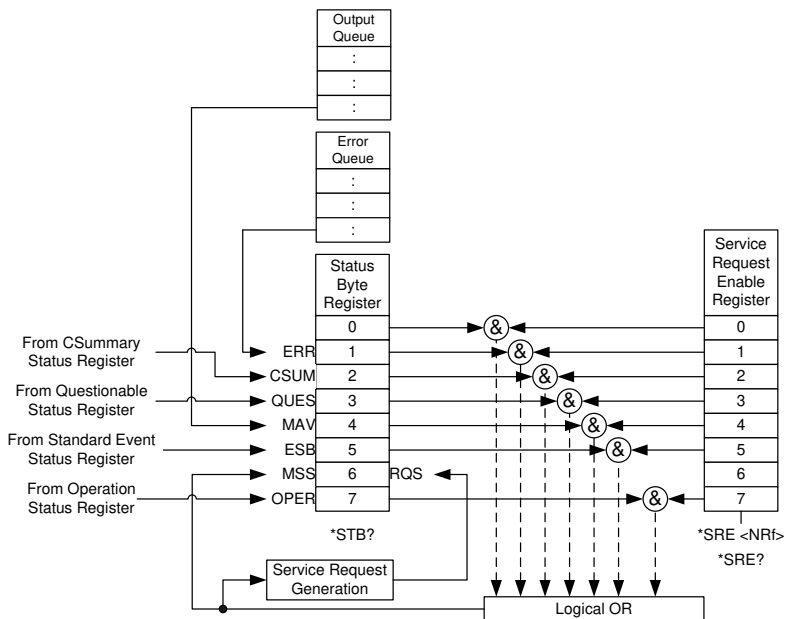 Output
Queue
:
:
:
Error
Queue
:
:
:
Status
Byte
Register
Service
Request
Enable
Register
0 & 0
From CSummary
Status Register
ERR 1 & 1
CSUM 2 & 2
From Questionable
Status Register
QUES 3 & 3
MAV 4 & 4
From Standard Event
Status Register
ESB 5 & 5
MSS 6 RQS 6
From Operation
Status Register
OPER 7 & 7
*STB?
*SRE <NRf>
*SRE?
Service Request
Generation
Logical OR